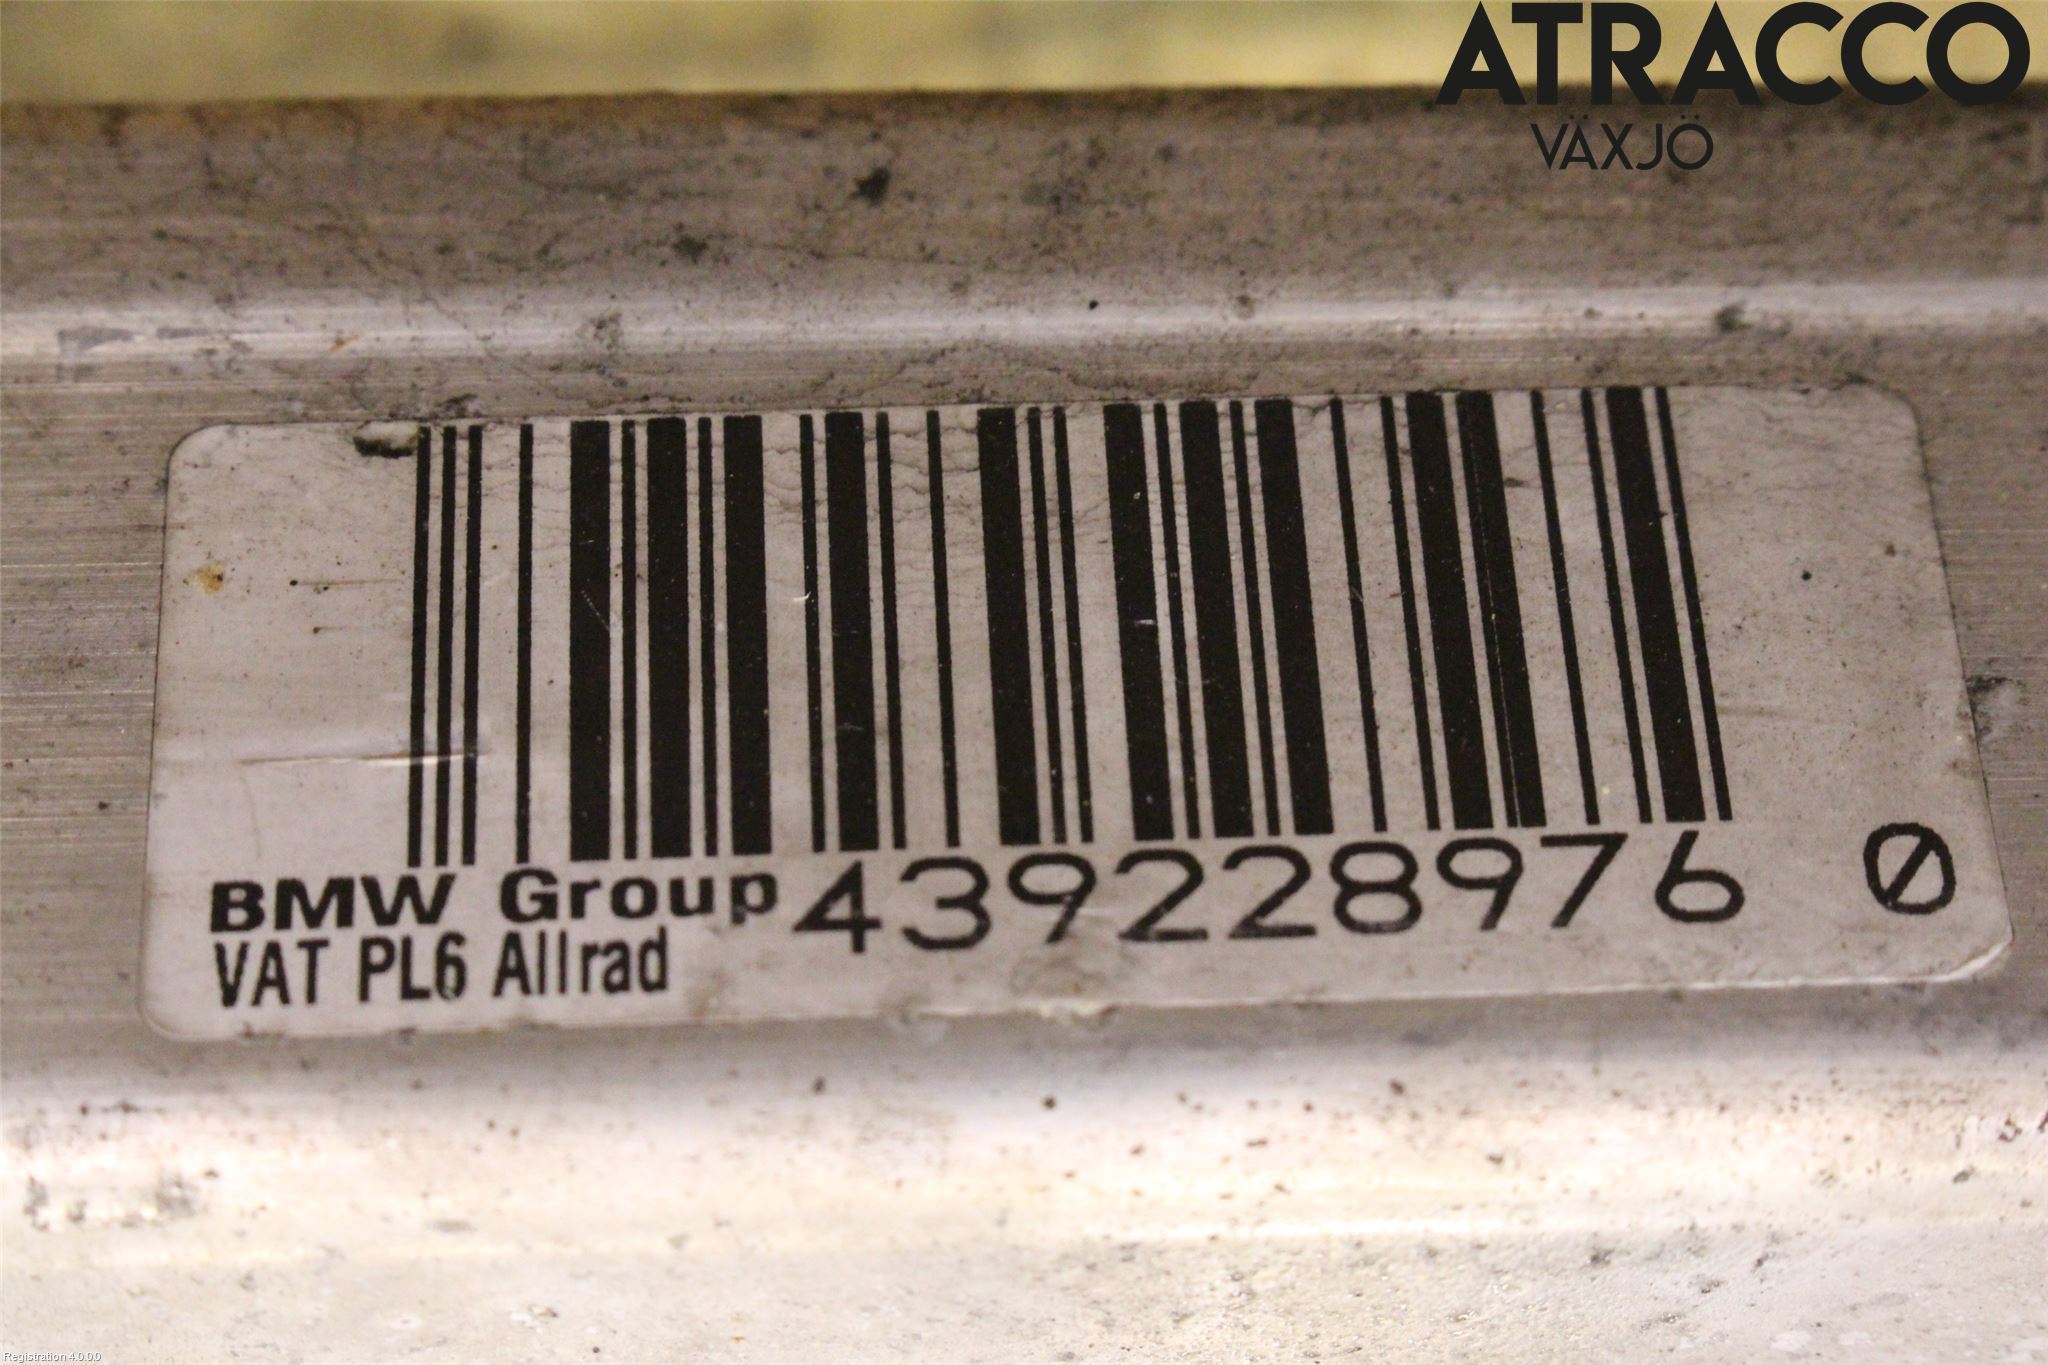 ATRACCO
VÄXJÖ
BMW Group 439228976 0
VAT PL6 Allrad
Registration 4.0.0.0